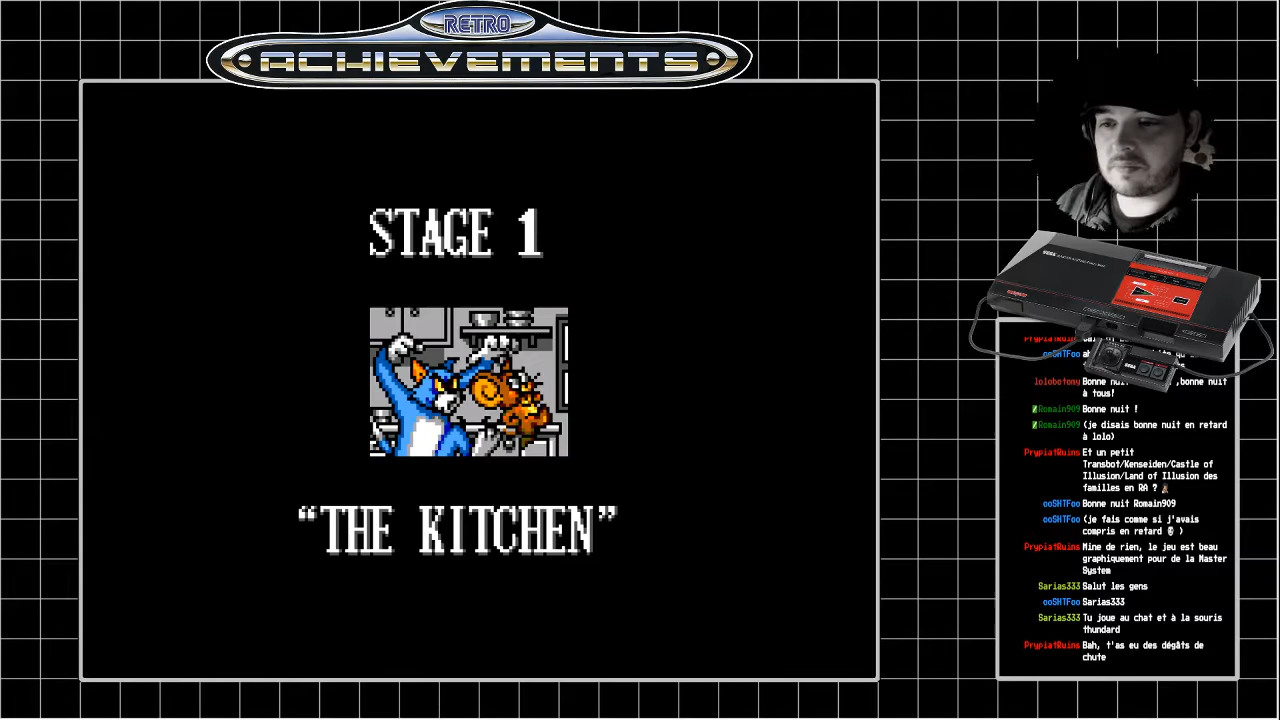 RETRO
ACHIEVEMENTS
STAGE 1
“THE KITCHEN”
SEGA
PrypiatRuins
ooSHTFoo
lolobotomy Bonne nuit ,bonne nuit
à tous!
Romain909 Bonne nuit !
Romain909 (je disais bonne nuit en retard
à lolo)
PrypiatRuins Et un petit
Transbot/Kenseiden/Castle of
Illusion/Land of Illusion des
familles en RA ?
ooSHTFoo Bonne nuit Romain909
ooSHTFoo (je fais comme si j'avais
compris en retard )
PrypiatRuins Mine de rien, le jeu est beau
graphiquement pour de la Master
System
Sarias333 Salut les gens
ooSHTFoo Sarias333
Sarias333 Tu joue au chat et à la souris
thundard
PrypiatRuins Bah, t'as eu des dégâts de
chute